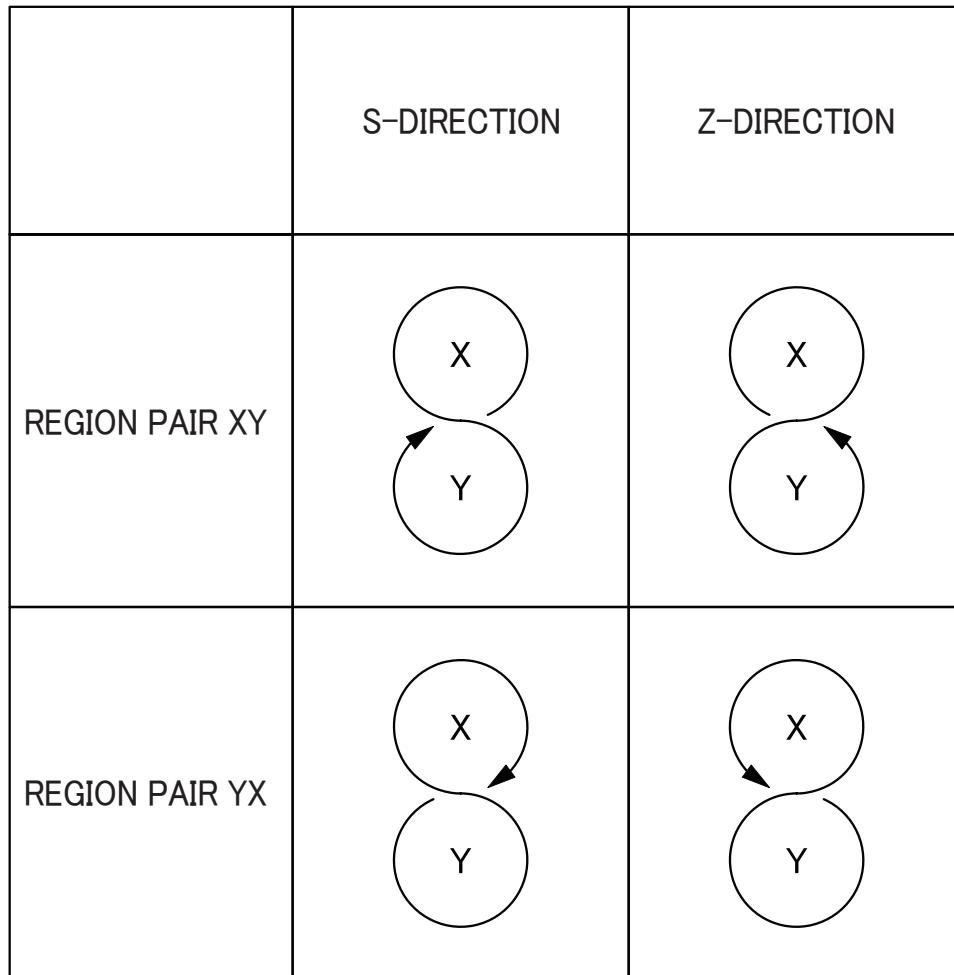 S-DIRECTION
Z-DIRECTION
REGION PAIR XY
X
Y
X
Y
REGION PAIR YX
X
Y
X
Y